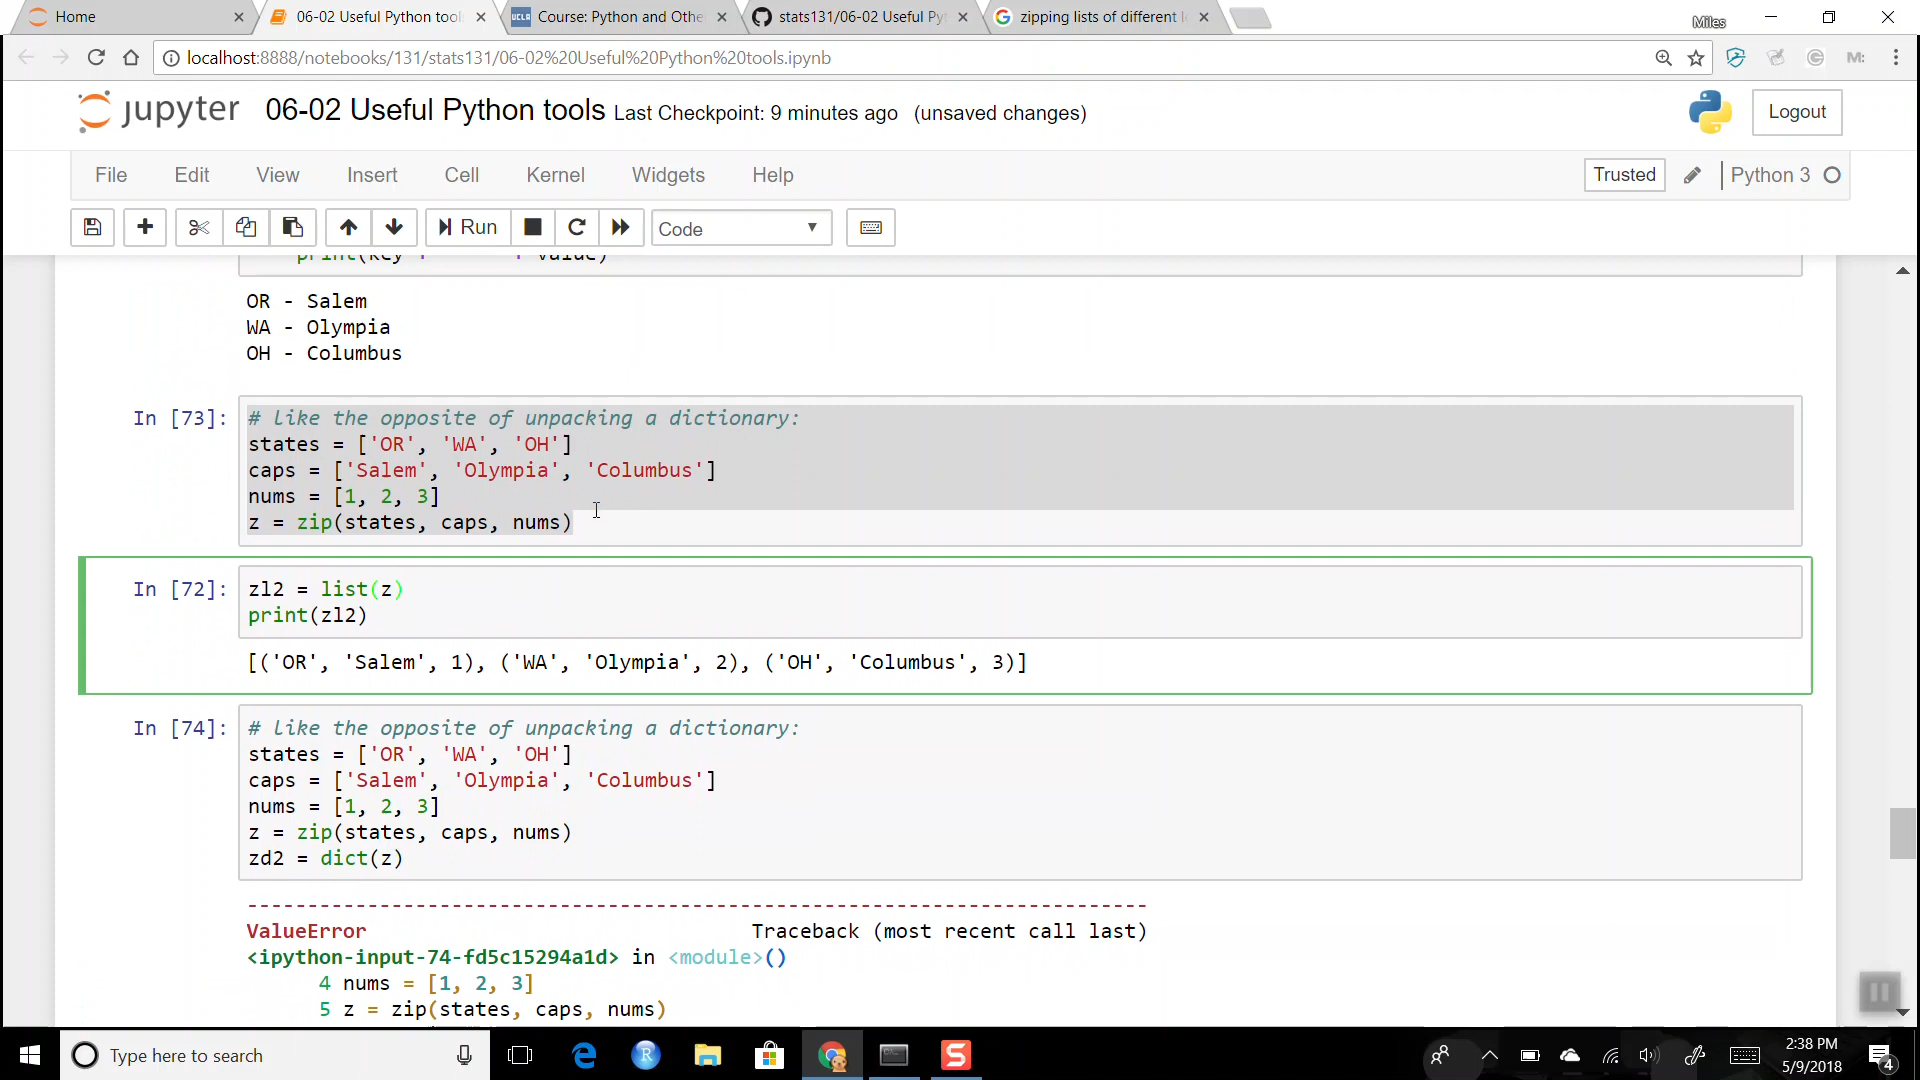 Home
06-02 Useful Python tool
UCLA Course: Python and Othe
stats131/06-02 Useful Py
zipping lists of different l
Miles
localhost:8888/notebooks/131/stats131/06-02%20Useful%20Python%20tools.ipynb
M:
jupyter 06-02 Useful Python tools Last Checkpoint: 9 minutes ago (unsaved changes)
Logout
File Edit View Insert Cell Kernel Widgets Help
Trusted
Python 3
Run
Code
print(key + + value)
OR - Salem
WA - Olympia
OH - Columbus
In [73]: # Like the opposite of unpacking a dictionary:
states = ['OR', 'WA', 'OH']
caps = ['Salem', 'Olympia', 'Columbus']
nums = [1, 2, 3]
z = zip(states, caps, nums)
In [72]: zl2 = list(z)
print(zl2)
[('OR', 'Salem', 1), ('WA', 'Olympia', 2), ('OH', 'Columbus', 3)]
In [74]: # Like the opposite of unpacking a dictionary:
states = ['OR', 'WA', 'OH']
caps = ['Salem', 'Olympia', 'Columbus']
nums = [1, 2, 3]
z = zip(states, caps, nums)
zd2 = dict(z)
---------------------------------------------------------------------------
ValueError Traceback (most recent call last)
<ipython-input-74-fd5c15294a1d> in <module>()
4 nums = [1, 2, 3]
5 z = zip(states, caps, nums)
Type here to search
2:38 PM
5/9/2018
4